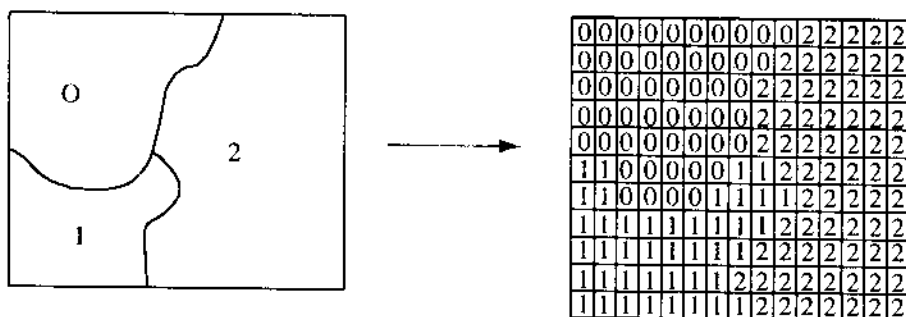 O
2
1
0 0 0 0 0 0 0 0 0 0 2 2 2 2 2
0 0 0 0 0 0 0 0 0 2 2 2 2 2 2
0 0 0 0 0 0 0 0 2 2 2 2 2 2 2
0 0 0 0 0 0 0 0 2 2 2 2 2 2 2
0 0 0 0 0 0 0 0 2 2 2 2 2 2 2
1 1 0 0 0 0 0 1 1 2 2 2 2 2 2
1 1 0 0 0 0 1 1 1 1 2 2 2 2 2
1 1 1 1 1 1 1 1 1 2 2 2 2 2 2
1 1 1 1 1 1 1 1 2 2 2 2 2 2 2
1 1 1 1 1 1 1 2 2 2 2 2 2 2 2
1 1 1 1 1 1 1 1 2 2 2 2 2 2 2